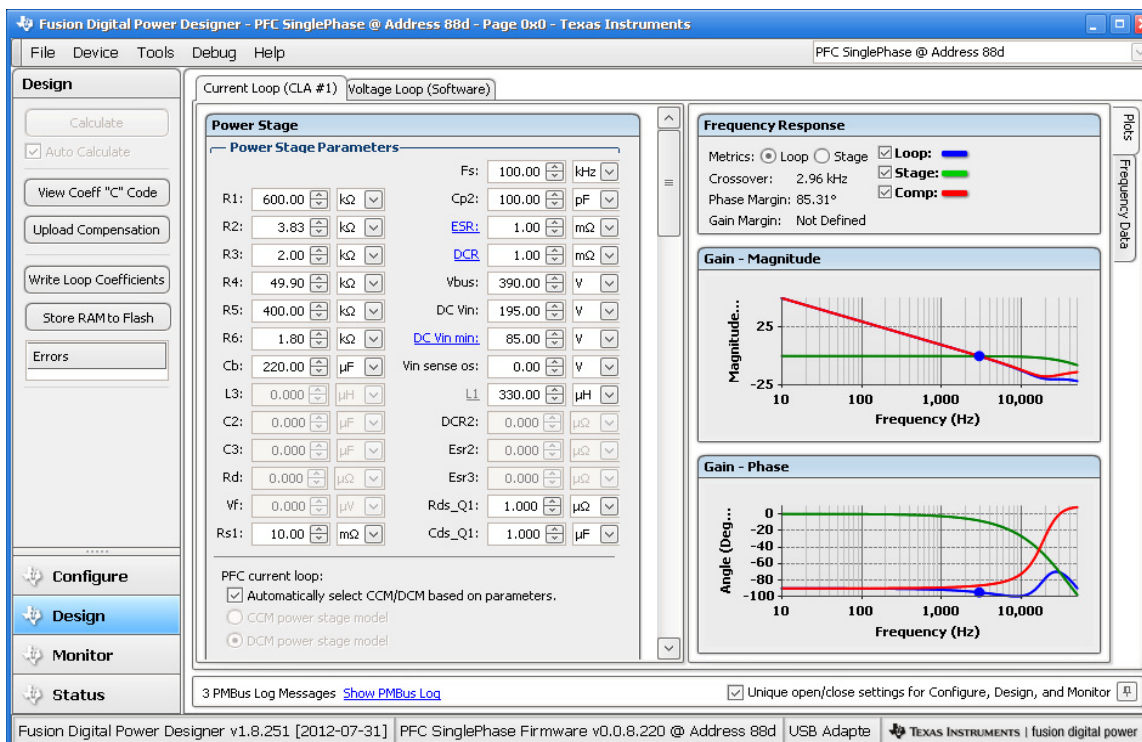 Fusion Digital Power Designer - PFC SinglePhase @ Address 88d - Page 0x0 - Texas Instruments
File Device Tools Debug Help
PFC SinglePhase @ Address 88d
Design
Calculate
Auto Calculate
View Coeff "C" Code
Upload Compensation
Write Loop Coefficients
Store RAM to Flash
Errors
Configure
Design
Monitor
Status
Current Loop (CLA #1) Voltage Loop (Software)
Power Stage
Power Stage Parameters
Fs: 100.00 kHz
R1: 600.00 kΩ Cp2: 100.00 pF
R2: 3.83 kΩ ESR: 1.00 mΩ
R3: 2.00 kΩ DCR 1.00 mΩ
R4: 49.90 kΩ Vbus: 390.00 V
R5: 400.00 kΩ DC Vin: 195.00 V
R6: 1.80 kΩ DC Vin min: 85.00 V
Cb: 220.00 µF Vin sense os: 0.00 V
L3: 0.000 µH L1 330.00 µH
C2: 0.000 µF DCR2: 0.000 µΩ
C3: 0.000 µF Esr2: 0.000 µΩ
Rd: 0.000 µΩ Esr3: 0.000 µΩ
Vf: 0.000 µV Rds_Q1: 1.000 µΩ
Rs1: 10.00 mΩ Cds_Q1: 1.000 µF
PFC current loop:
Automatically select CCM/DCM based on parameters.
CCM power stage model
DCM power stage model
Frequency Response
Metrics: Loop Stage Loop:
Crossover: 2.96 kHz Stage:
Phase Margin: 85.31° Comp:
Gain Margin: Not Defined
Gain - Magnitude
Magnitude...
25
-25
10 100 1,000 10,000
Frequency (Hz)
Gain - Phase
Angle (Deg...
0
-20
-40
-60
-80
-100
10 100 1,000 10,000
Frequency (Hz)
Plots
Frequency Data
3 PMBus Log Messages Show PMBus Log
Unique open/close settings for Configure, Design, and Monitor
Fusion Digital Power Designer v1.8.251 [2012-07-31] PFC SinglePhase Firmware v0.0.8.220 @ Address 88d USB Adapte TEXAS INSTRUMENTS | fusion digital power